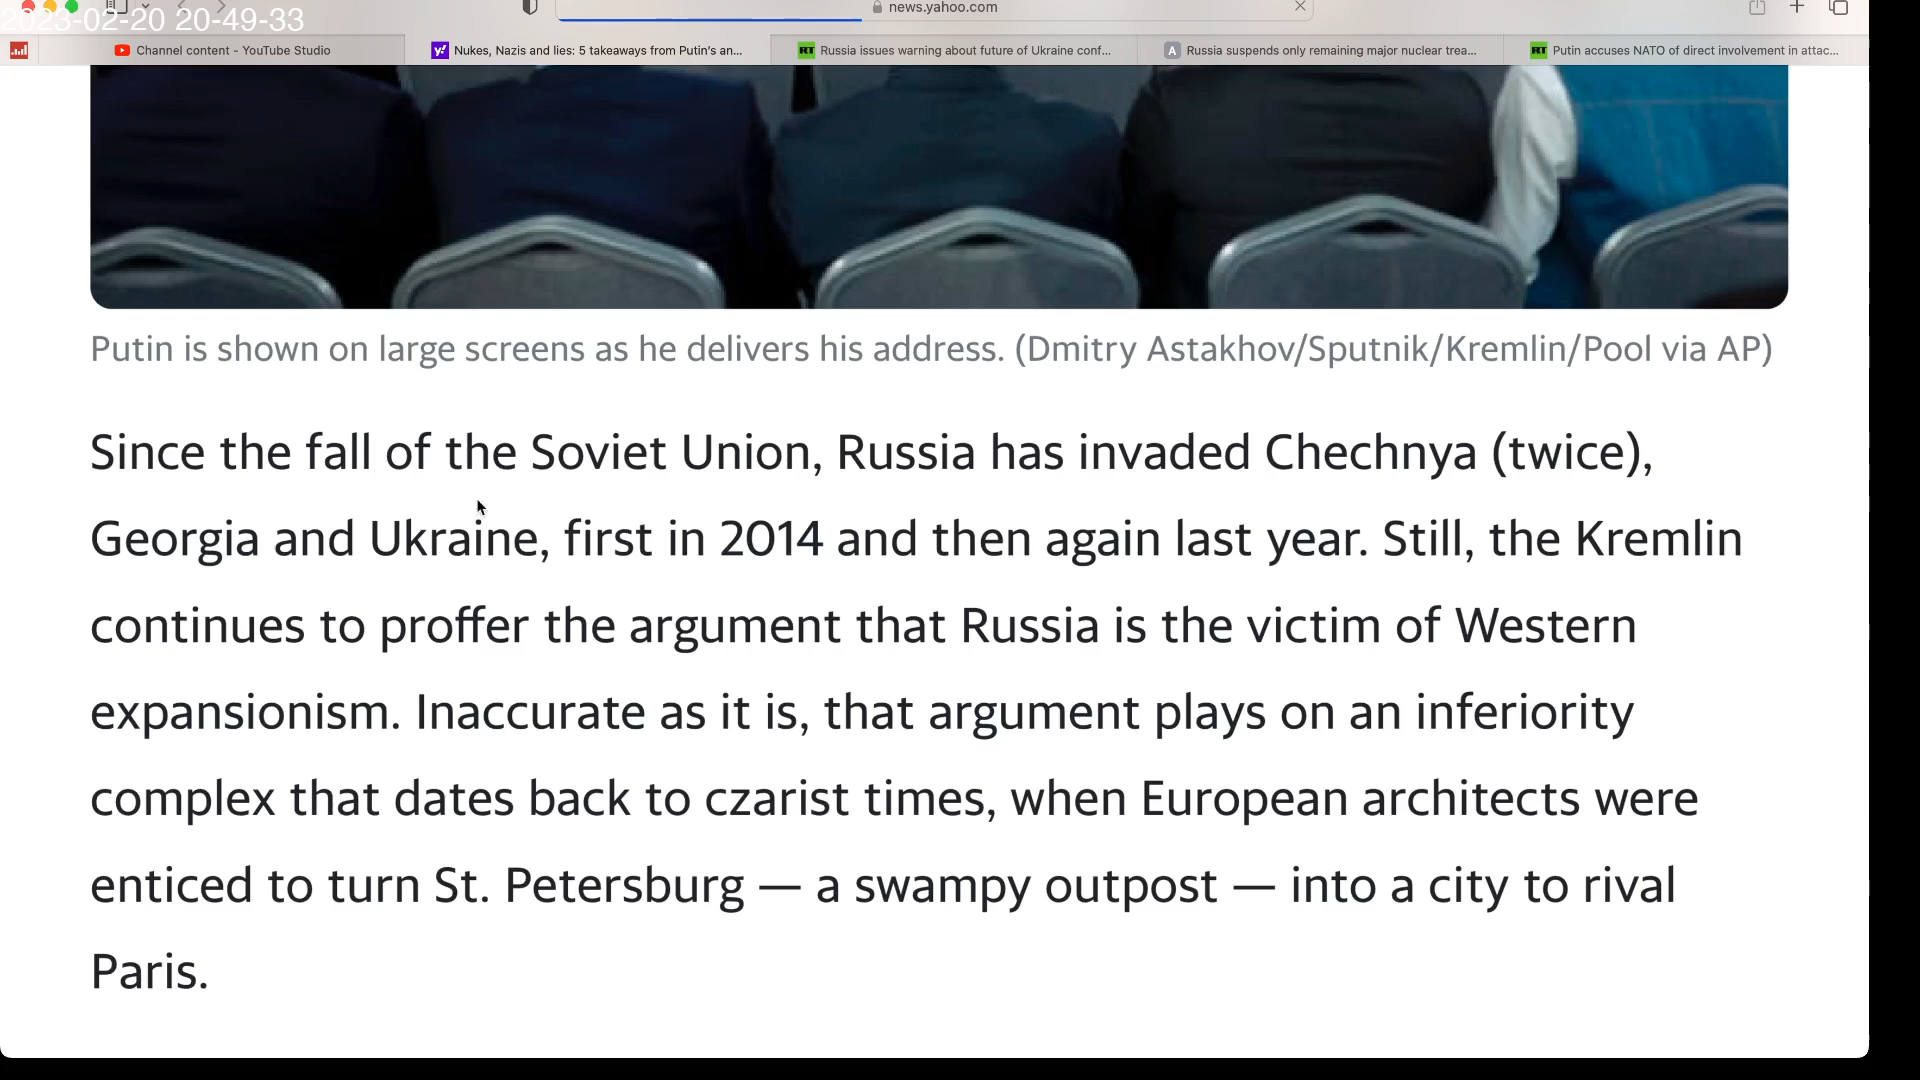 2023-02-20 20-49-33
news.yahoo.com
Channel content - YouTube Studio
Nukes, Nazis and lies: 5 takeaways from Putin's an...
RT
Russia issues warning about future of Ukraine conf...
A
Russia suspends only remaining major nuclear trea...
RT
Putin accuses NATO of direct involvement in attac...
Putin is shown on large screens as he delivers his address. (Dmitry Astakhov/Sputnik/Kremlin/Pool via AP)
Since the fall of the Soviet Union, Russia has invaded Chechnya (twice),
Georgia and Ukraine, first in 2014 and then again last year. Still, the Kremlin
continues to proffer the argument that Russia is the victim of Western
expansionism. Inaccurate as it is, that argument plays on an inferiority
complex that dates back to czarist times, when European architects were
enticed to turn St. Petersburg — a swampy outpost — into a city to rival
Paris.